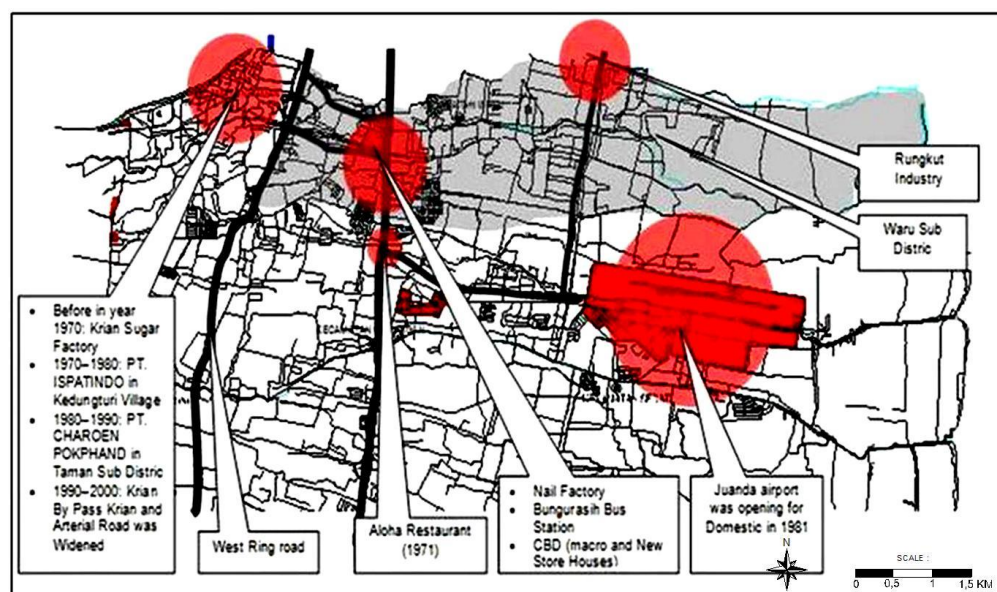 Rungkut
Industry
Waru Sub
Distric
• Before in year
1970: Krian Sugar
Factory
• 1970–1980: PT.
ISPATINDO in
Kedungturi Village
• 1980–1990: PT.
CHAROEN
POKPHAND in
Taman Sub Distric
• 1990–2000: Krian
By Pass Krian and
Arterial Road was
Widened
West Ring road
Aloha Restaurant
(1971)
• Nail Factory
• Bungurasih Bus
Station
• CBD (macro and New
Store Houses)
Juanda airport
was opening for
Domestic in 1981
N
SCALE :
0 0,5 1 1,5 KM